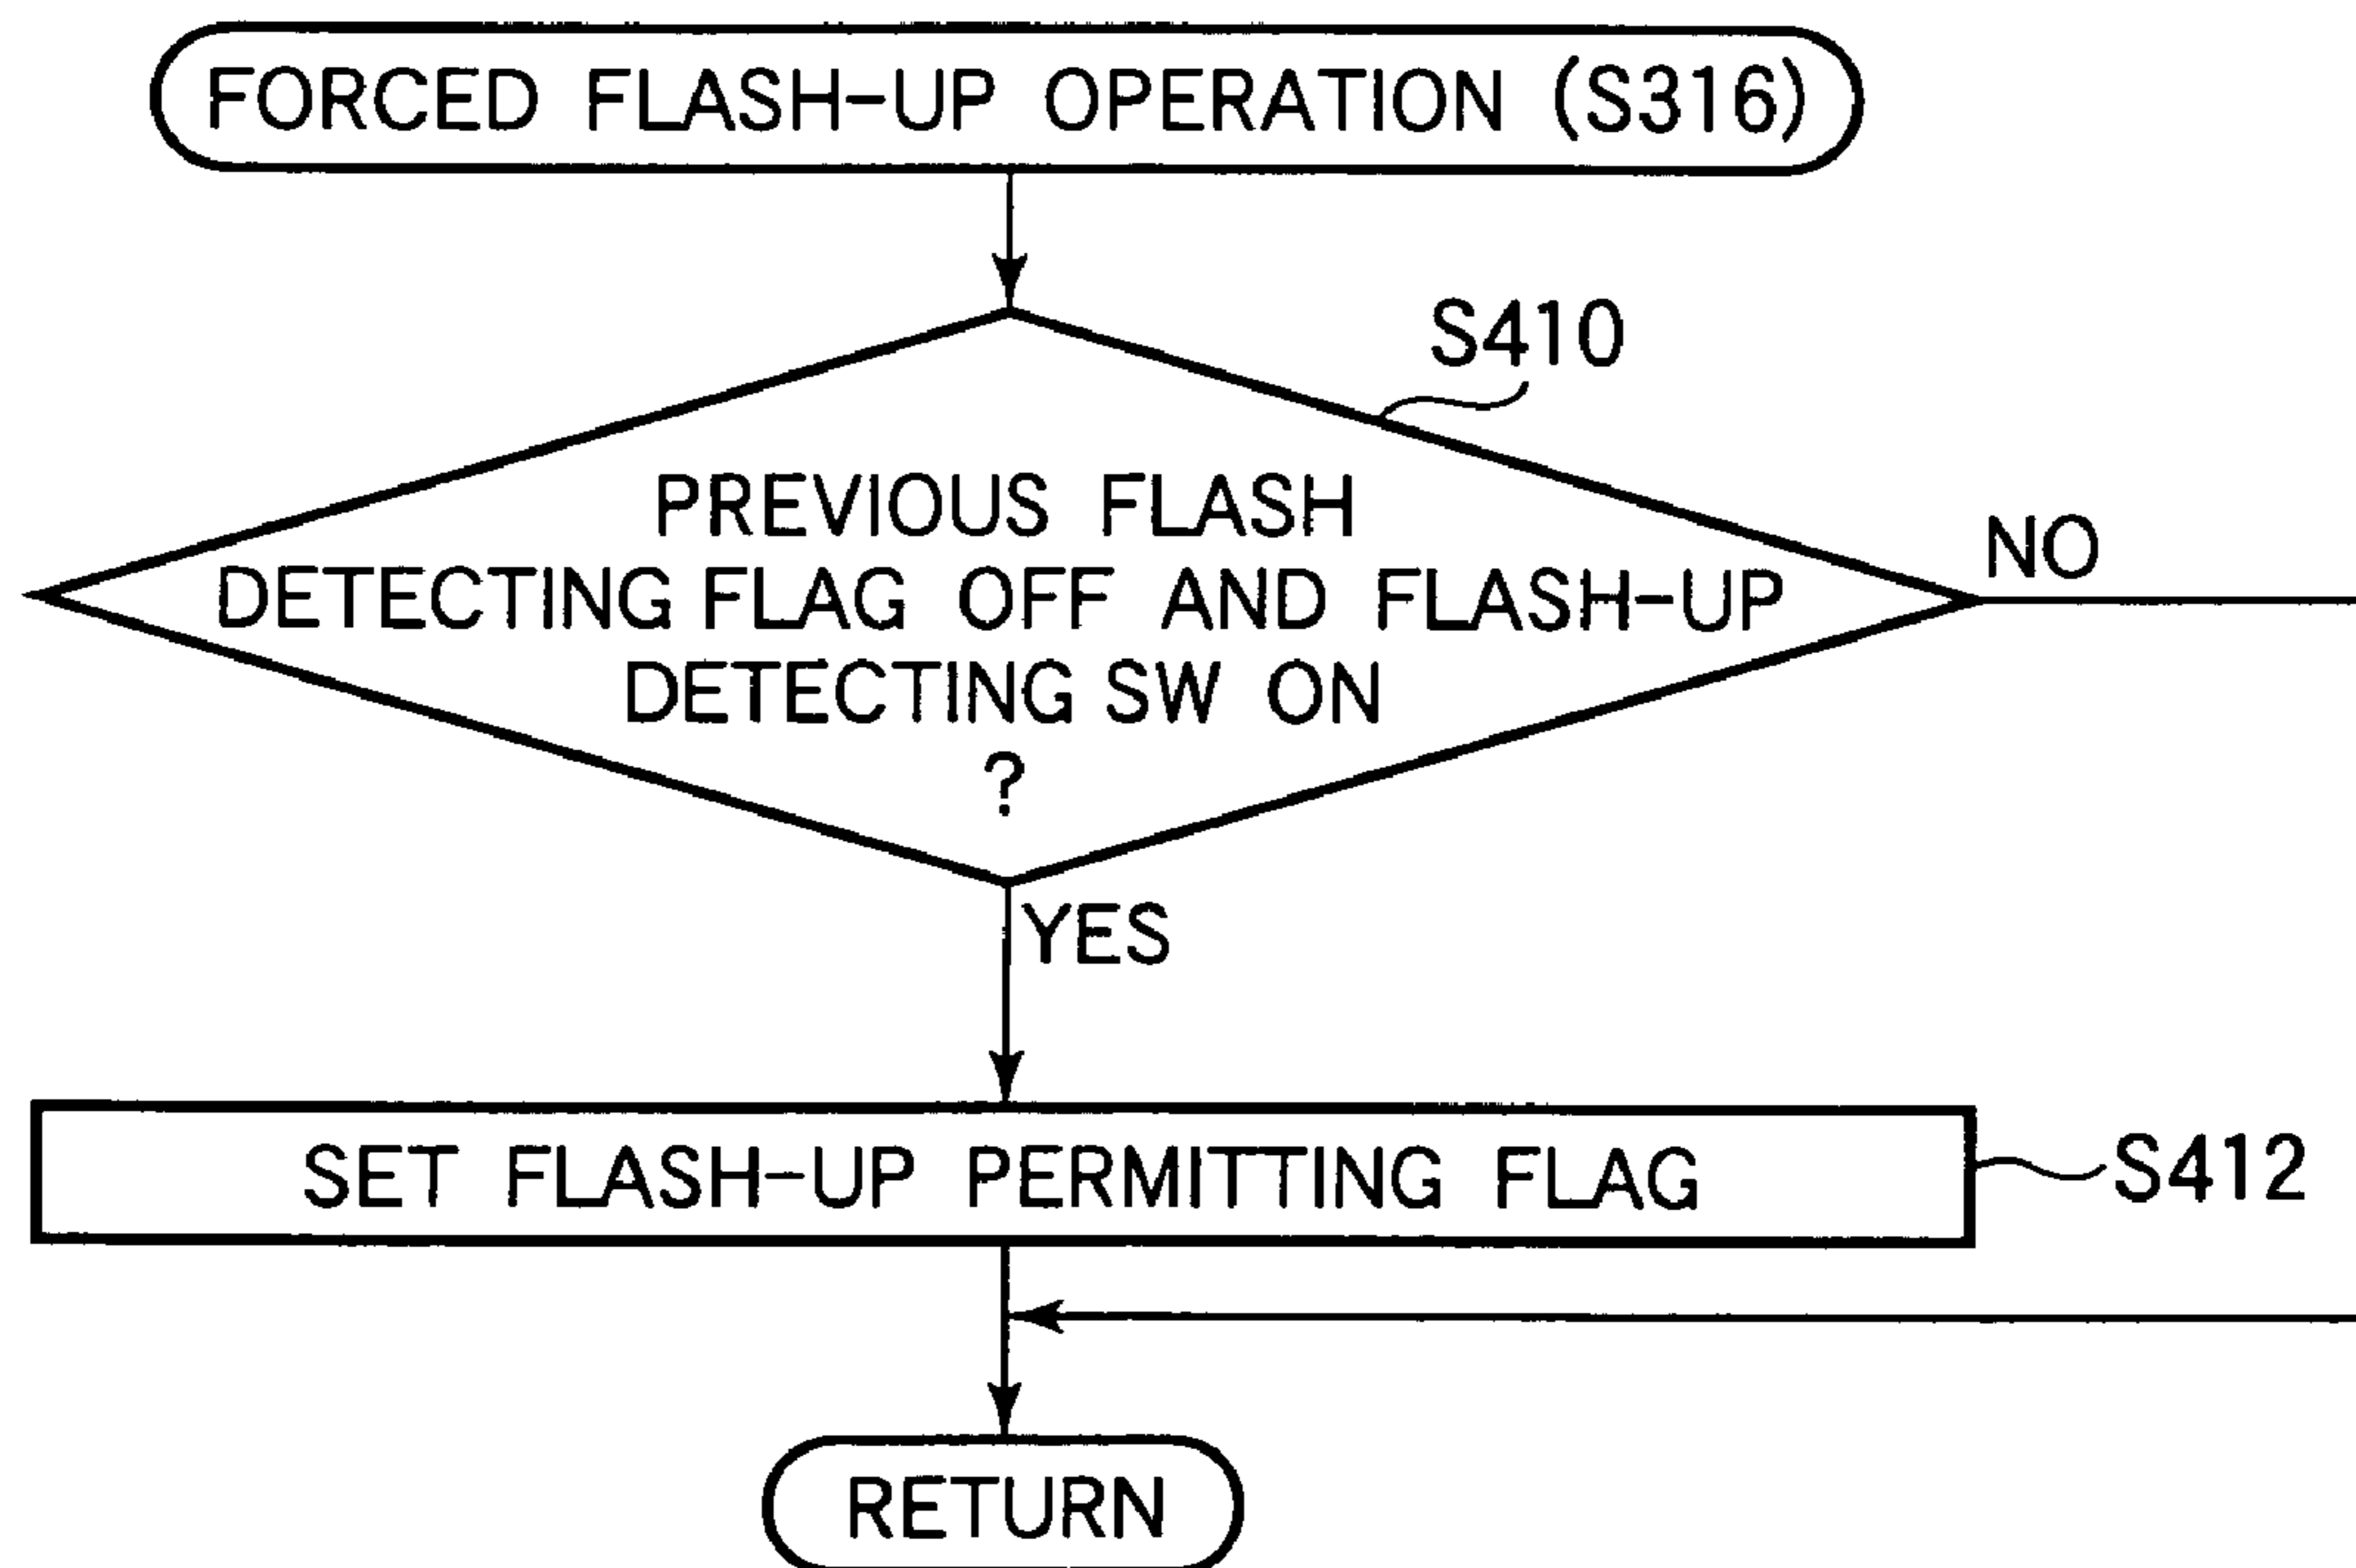 FORCED FLASH-UP OPERATION (S316)
S410
PREVIOUS FLASH
DETECTING FLAG OFF AND FLASH-UP
DETECTING SW ON
?
NO
YES
SET FLASH-UP PERMITTING FLAG
S412
RETURN